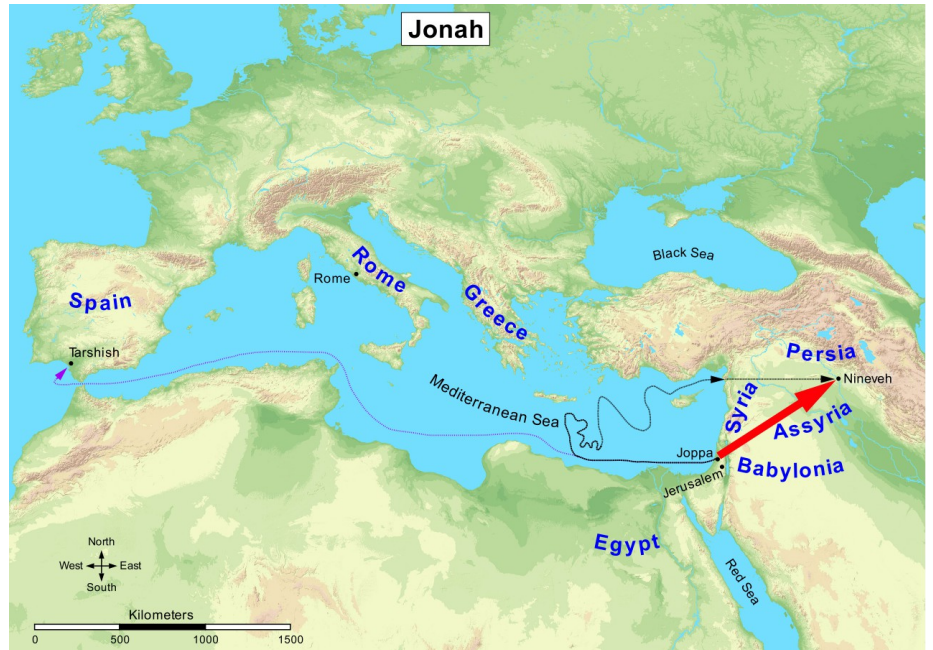 Jonah
Black Sea
Rome
Rome
Greece
Spain
Tarshish
Persia
Nineveh
Mediterranean Sea
Syria
Assyria
Joppa
Babylonia
Jerusalem
Egypt
Red Sea
North
West East
South
Kilometers
0 500 1000 1500